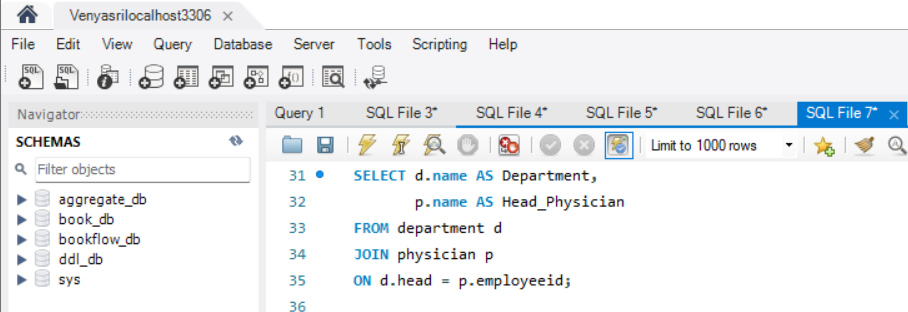 Venyasrilocalhost3306 ×
File Edit View Query Database Server Tools Scripting Help
SQL SQL
Navigator
Query 1 SQL File 3* SQL File 4* SQL File 5* SQL File 6* SQL File 7* ×
SCHEMAS
Limit to 1000 rows
Filter objects
aggregate_db
book_db
bookflow_db
ddl_db
sys
31 SELECT d.name AS Department,
32 p.name AS Head_Physician
33 FROM department d
34 JOIN physician p
35 ON d.head = p.employeeid;
36